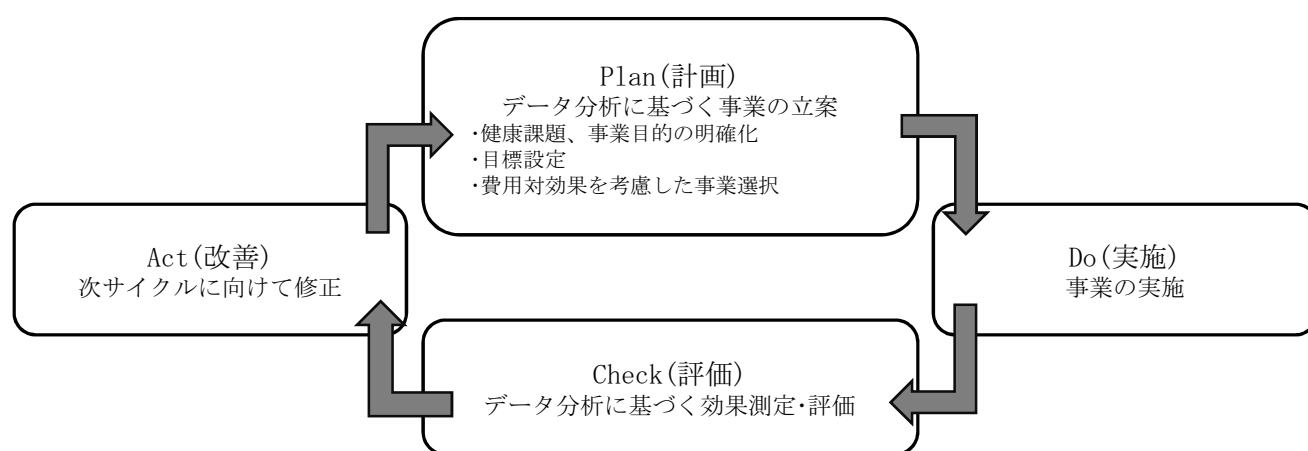 Plan(計画)
データ分析に基づく事業の立案
・健康課題、事業目的の明確化
・目標設定
・費用対効果を考慮した事業選択
Act(改善)
次サイクルに向けて修正
Do(実施)
事業の実施
Check(評価)
データ分析に基づく効果測定・評価